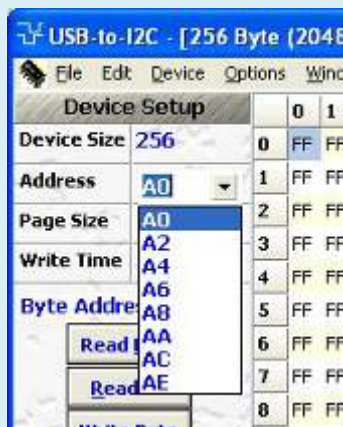 USB-to-I2C - [256 Byte (2048
File Edit Device Options Wind
Device Setup 0 1
Device Size 256 0 FF FF
Address A0 1 FF FF
Page Size A0 2 FF FF
A2 3 FF FF
Write Time A4 4 FF FF
A6
Byte Addre A8 5 FF FF
Read AA 6 FF FF
AC
Read AE 7 FF FF
8 FF FF